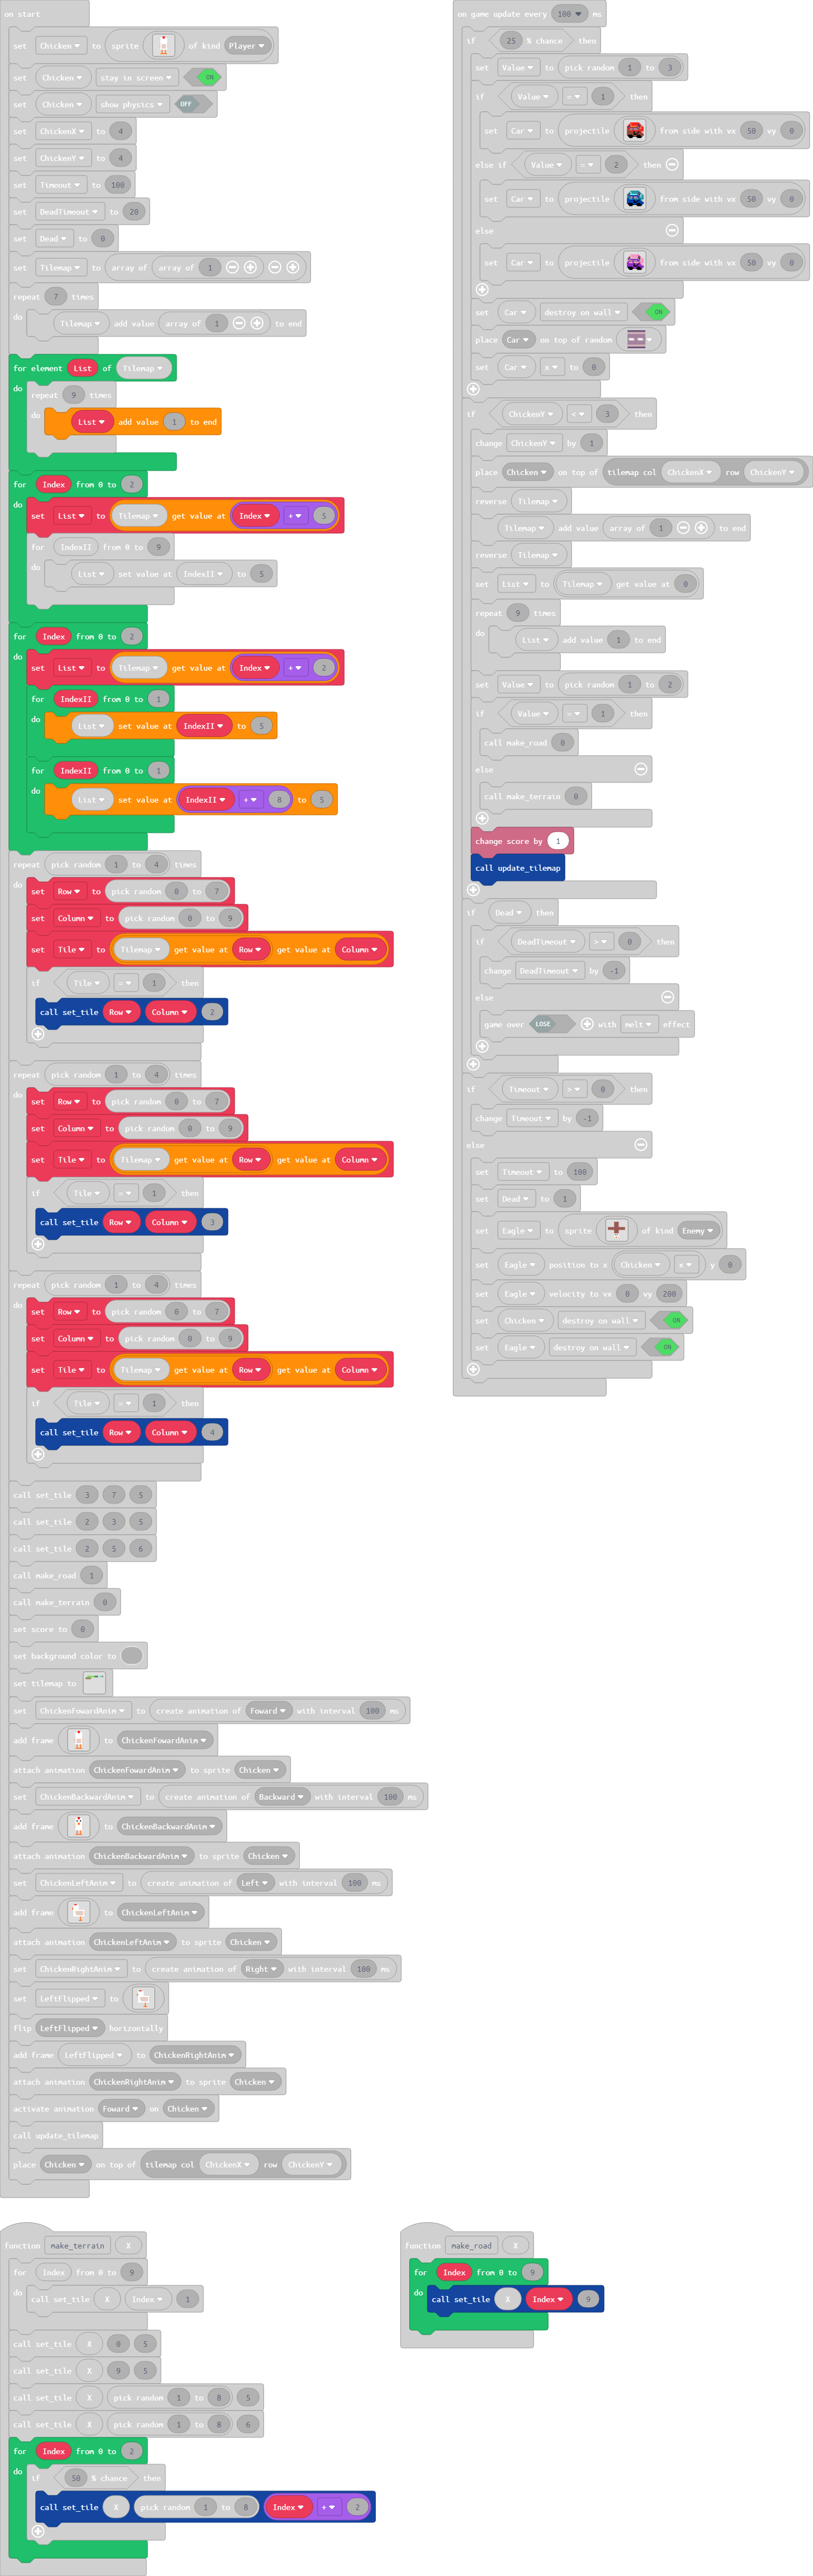 on start
set Chicken to sprite of kind Player
set Chicken stay in screen ON
set Chicken show physics OFF
set ChickenX to 4
set ChickenY to 4
set Timeout to 100
set DeadTimeout to 20
set Dead to 0
set Tilemap to array of array of 1
repeat 7 times
do Tilemap add value array of 1 to end
for element List of Tilemap
do repeat 9 times
do List add value 1 to end
for Index from 0 to 2
do set List to Tilemap get value at Index + 5
for IndexII from 0 to 9
do List set value at IndexII to 5
for Index from 0 to 2
do set List to Tilemap get value at Index + 2
for IndexII from 0 to 1
do List set value at IndexII to 5
for IndexII from 0 to 1
do List set value at IndexII + 8 to 5
repeat pick random 1 to 4 times
do set Row to pick random 0 to 7
set Column to pick random 0 to 9
set Tile to Tilemap get value at Row get value at Column
if Tile = 1 then
call set_tile Row Column 2
repeat pick random 1 to 4 times
do set Row to pick random 0 to 7
set Column to pick random 0 to 9
set Tile to Tilemap get value at Row get value at Column
if Tile = 1 then
call set_tile Row Column 3
repeat pick random 1 to 4 times
do set Row to pick random 0 to 7
set Column to pick random 0 to 9
set Tile to Tilemap get value at Row get value at Column
if Tile = 1 then
call set_tile Row Column 4
call set_tile 3 7 5
call set_tile 2 3 5
call set_tile 2 5 6
call make_road 1
call make_terrain 0
set score to 0
set background color to
set tilemap to
set ChickenFowardAnim to create animation of Foward with interval 100 ms
add frame to ChickenFowardAnim
attach animation ChickenFowardAnim to sprite Chicken
set ChickenBackwardAnim to create animation of Backward with interval 100 ms
add frame to ChickenBackwardAnim
attach animation ChickenBackwardAnim to sprite Chicken
set ChickenLeftAnim to create animation of Left with interval 100 ms
add frame to ChickenLeftAnim
attach animation ChickenLeftAnim to sprite Chicken
set ChickenRightAnim to create animation of Right with interval 100 ms
set LeftFlipped to
flip LeftFlipped horizontally
add frame LeftFlipped to ChickenRightAnim
attach animation ChickenRightAnim to sprite Chicken
activate animation Foward on Chicken
call update_tilemap
place Chicken on top of tilemap col ChickenX row ChickenY
on game update every 100 ms
if 25 % chance then
set Value to pick random 1 to 3
if Value = 1 then
set Car to projectile from side with vx 50 vy 0
else if Value = 2 then
set Car to projectile from side with vx 50 vy 0
else
set Car to projectile from side with vx 50 vy 0
set Car destroy on wall ON
place Car on top of random
set Car x to 0
if ChickenY < 3 then
change ChickenY by 1
place Chicken on top of tilemap col ChickenX row ChickenY
reverse Tilemap
Tilemap add value array of 1 to end
reverse Tilemap
set List to Tilemap get value at 0
repeat 9 times
do List add value 1 to end
set Value to pick random 1 to 2
if Value = 1 then
call make_road 0
else
call make_terrain 0
change score by 1
call update_tilemap
if Dead then
if DeadTimeout > 0 then
change DeadTimeout by -1
else
game over LOSE with melt effect
if Timeout > 0 then
change Timeout by -1
else
set Timeout to 100
set Dead to 1
set Eagle to sprite of kind Enemy
set Eagle position to x Chicken x y 0
set Eagle velocity to vx 0 vy 200
set Chicken destroy on wall ON
set Eagle destroy on wall ON
function make_terrain X
for Index from 0 to 9
do call set_tile X Index 1
call set_tile X 0 5
call set_tile X 9 5
call set_tile X pick random 1 to 8 5
call set_tile X pick random 1 to 8 6
for Index from 0 to 2
do if 50 % chance then
call set_tile X pick random 1 to 8 Index + 2
function make_road X
for Index from 0 to 9
do call set_tile X Index 9